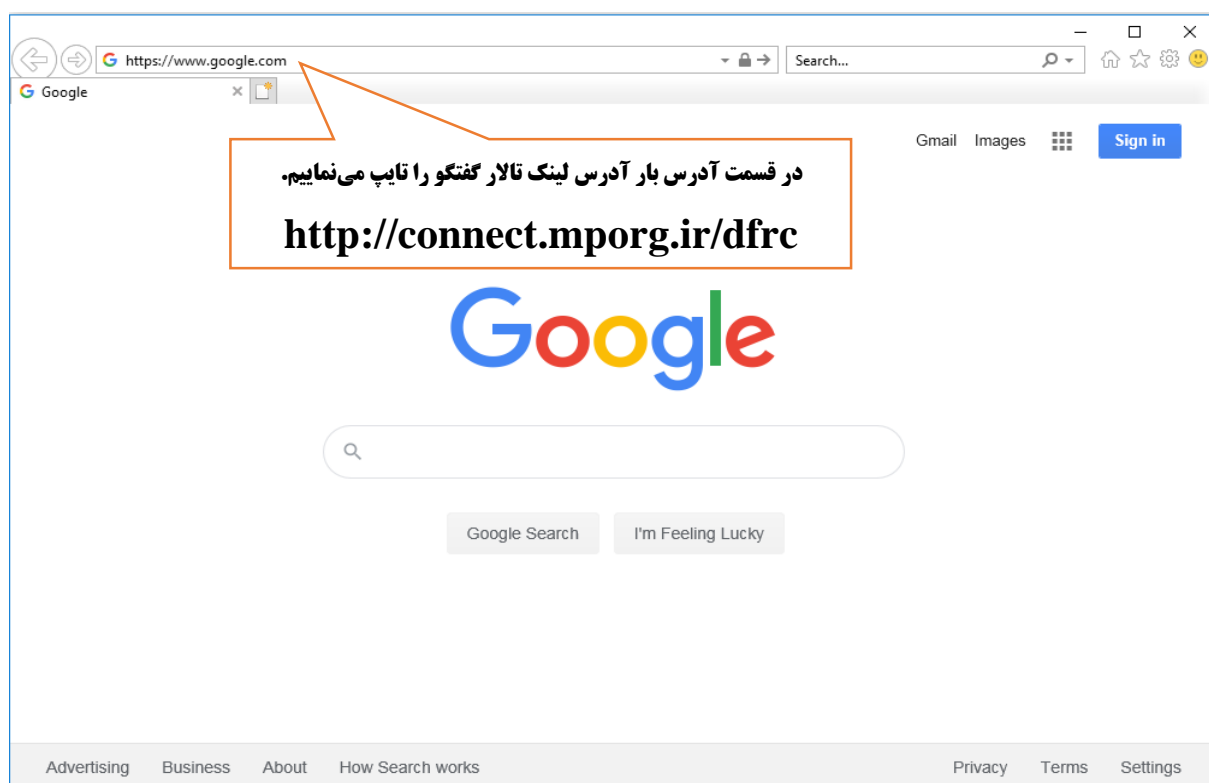 https://www.google.com
Search...
Google
Gmail Images Sign in
در قسمت آدرس بار آدرس لینک تالار گفتگو را تایپ می‌نماییم.
http://connect.mporg.ir/dfrc
Google
Google Search I'm Feeling Lucky
Advertising Business About How Search works Privacy Terms Settings